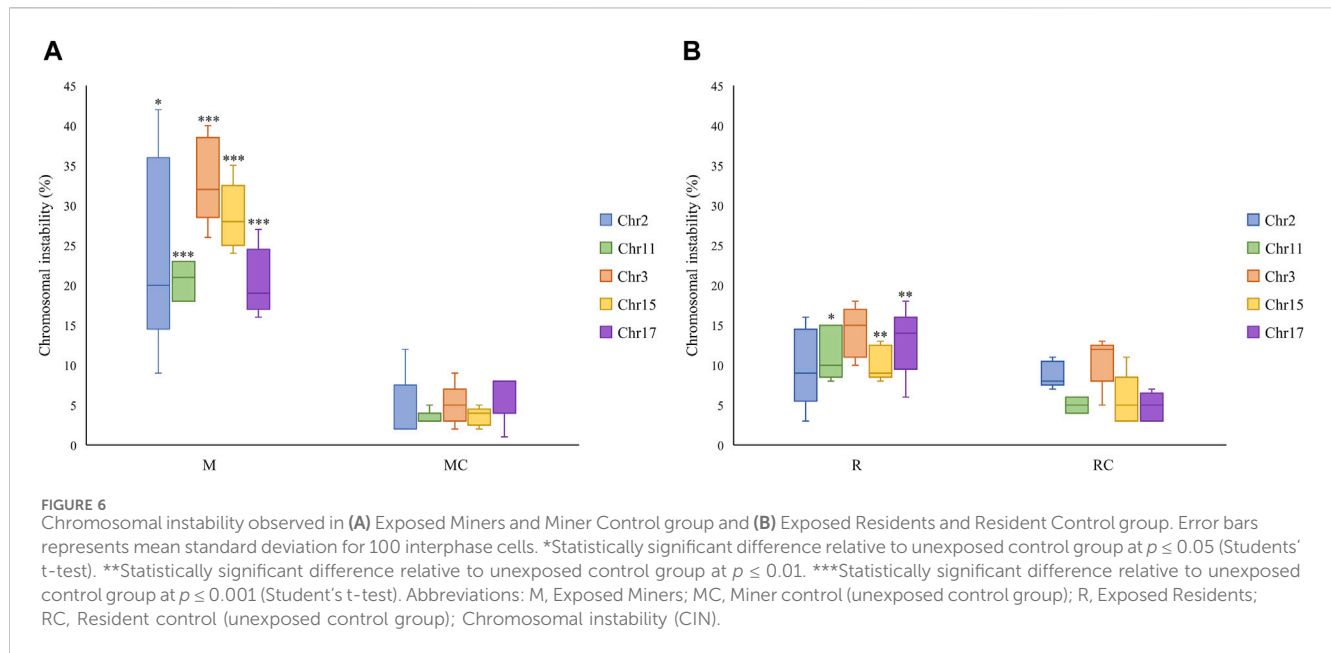 A
B
45
40
35
30
25
20
15
10
5
0
Chromosomal instability (%)
*
***
***
***
***
M
MC
Chr2
Chr11
Chr3
Chr15
Chr17
45
40
35
30
25
20
15
10
5
0
Chromosomal instability (%)
*
**
**
R
RC
Chr2
Chr11
Chr3
Chr15
Chr17
FIGURE 6
Chromosomal instability observed in (A) Exposed Miners and Miner Control group and (B) Exposed Residents and Resident Control group. Error bars
represents mean standard deviation for 100 interphase cells. *Statistically significant difference relative to unexposed control group at p ≤ 0.05 (Students’
t-test). **Statistically significant difference relative to unexposed control group at p ≤ 0.01. ***Statistically significant difference relative to unexposed
control group at p ≤ 0.001 (Student’s t-test). Abbreviations: M, Exposed Miners; MC, Miner control (unexposed control group); R, Exposed Residents;
RC, Resident control (unexposed control group); Chromosomal instability (CIN).